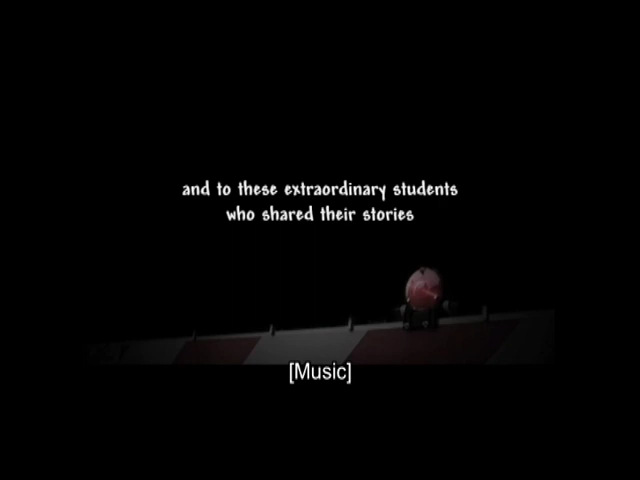 and to these extraordinary students
who shared their stories
[Music]